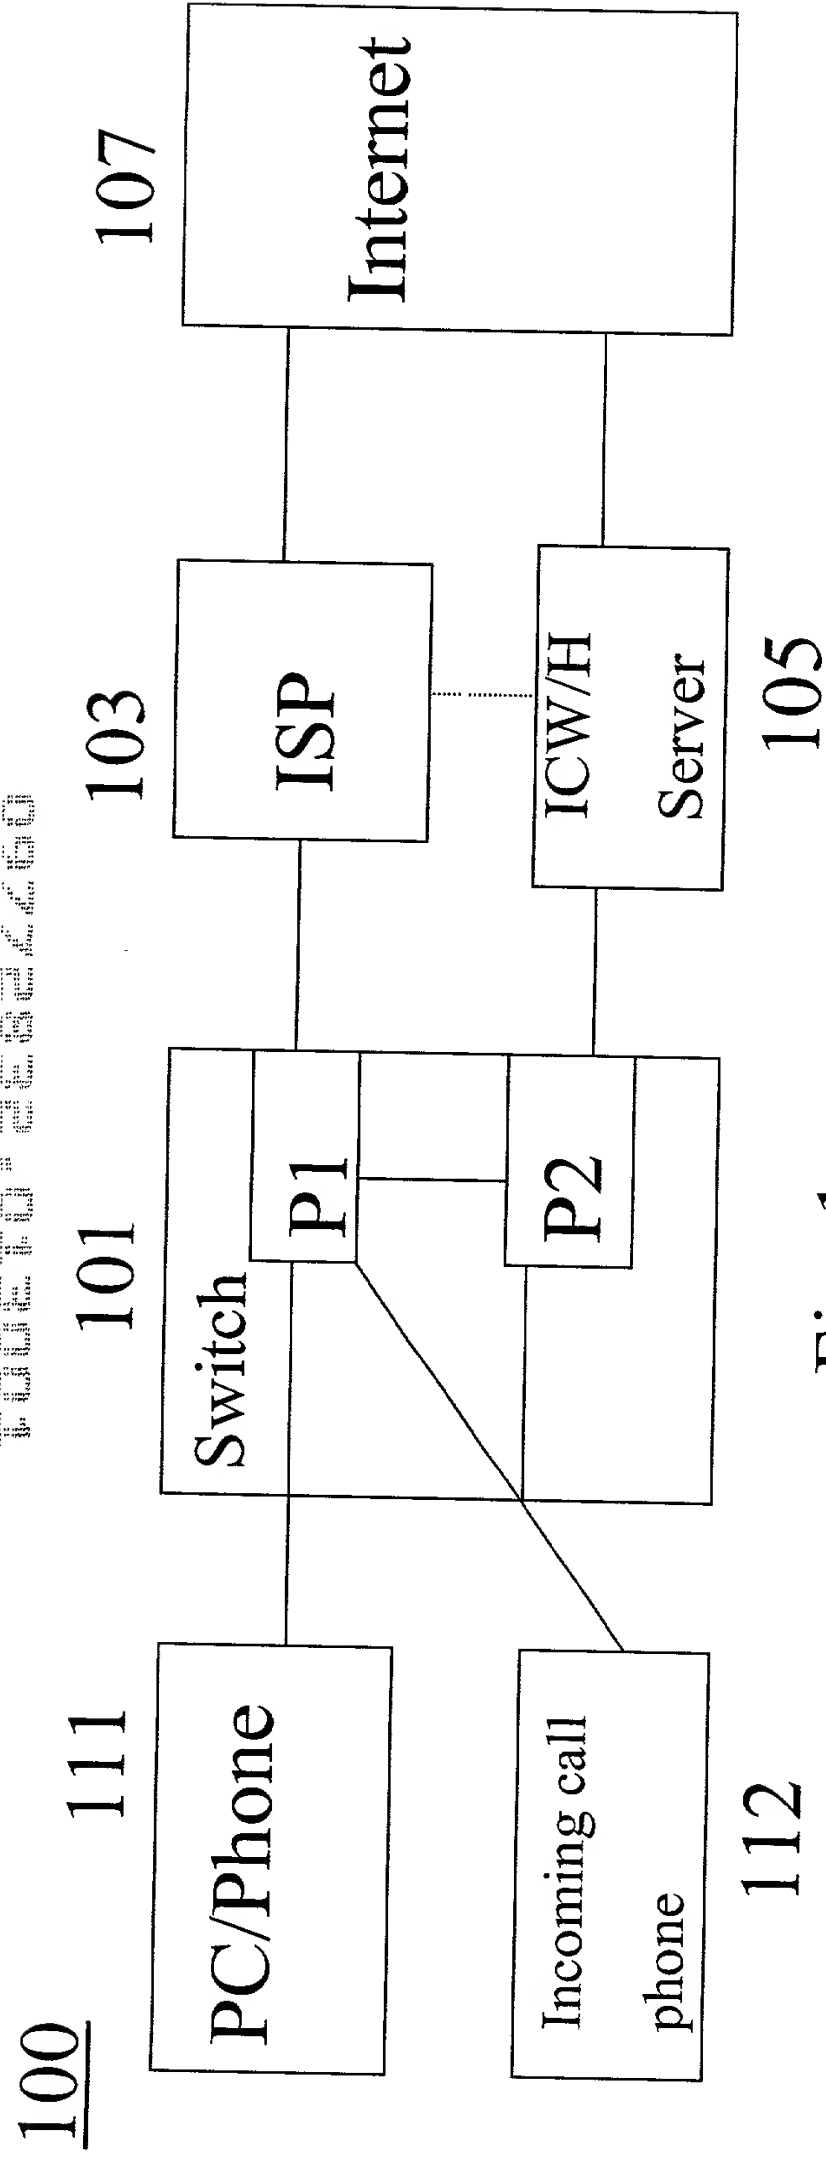 100
111
101
103
107
PC/Phone
Switch
P1
ISP
Internet
Incoming call
phone
P2
ICW/H
Server
112
105